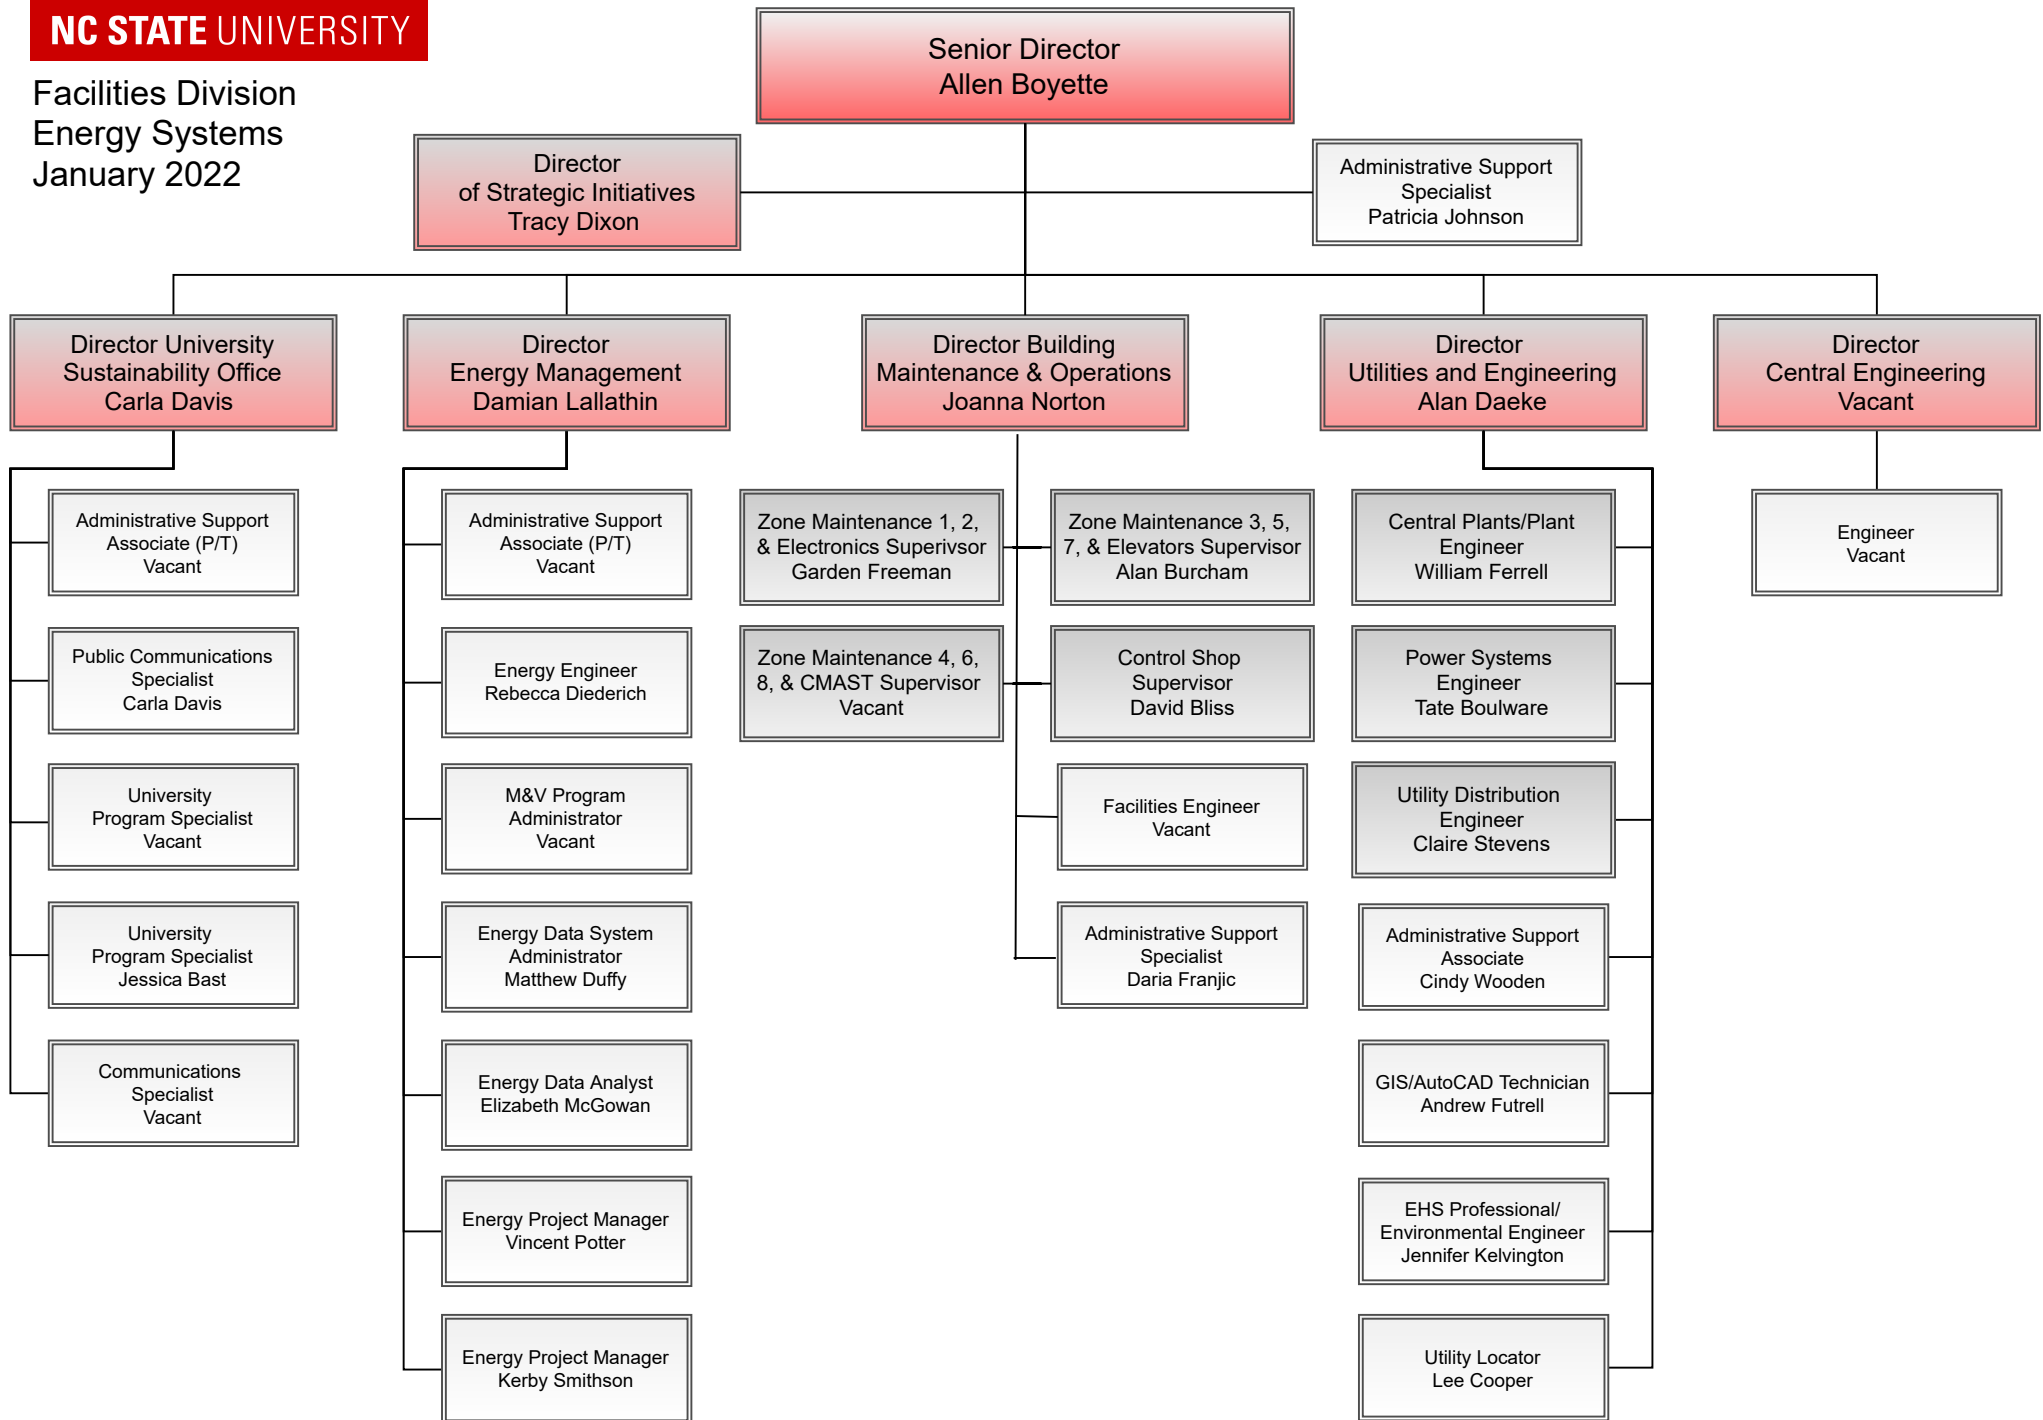 NC STATE UNIVERSITY
Facilities Division
Energy Systems
January 2022
Senior Director
Allen Boyette
Director
of Strategic Initiatives
Tracy Dixon
Administrative Support
Specialist
Patricia Johnson
Director University
Sustainability Office
Carla Davis
Director
Energy Management
Damian Lallathin
Director Building
Maintenance & Operations
Joanna Norton
Director
Utilities and Engineering
Alan Daeke
Director
Central Engineering
Vacant
Administrative Support
Associate (P/T)
Vacant
Public Communications
Specialist
Carla Davis
University
Program Specialist
Vacant
University
Program Specialist
Jessica Bast
Communications
Specialist
Vacant
Administrative Support
Associate (P/T)
Vacant
Energy Engineer
Rebecca Diederich
M&V Program
Administrator
Vacant
Energy Data System
Administrator
Matthew Duffy
Energy Data Analyst
Elizabeth McGowan
Energy Project Manager
Vincent Potter
Energy Project Manager
Kerby Smithson
Zone Maintenance 1, 2,
& Electronics Superivsor
Garden Freeman
Zone Maintenance 3, 5,
7, & Elevators Supervisor
Alan Burcham
Zone Maintenance 4, 6,
8, & CMAST Supervisor
Vacant
Control Shop
Supervisor
David Bliss
Facilities Engineer
Vacant
Administrative Support
Specialist
Daria Franjic
Central Plants/Plant
Engineer
William Ferrell
Power Systems
Engineer
Tate Boulware
Utility Distribution
Engineer
Claire Stevens
Administrative Support
Associate
Cindy Wooden
GIS/AutoCAD Technician
Andrew Futrell
EHS Professional/
Environmental Engineer
Jennifer Kelvington
Utility Locator
Lee Cooper
Engineer
Vacant